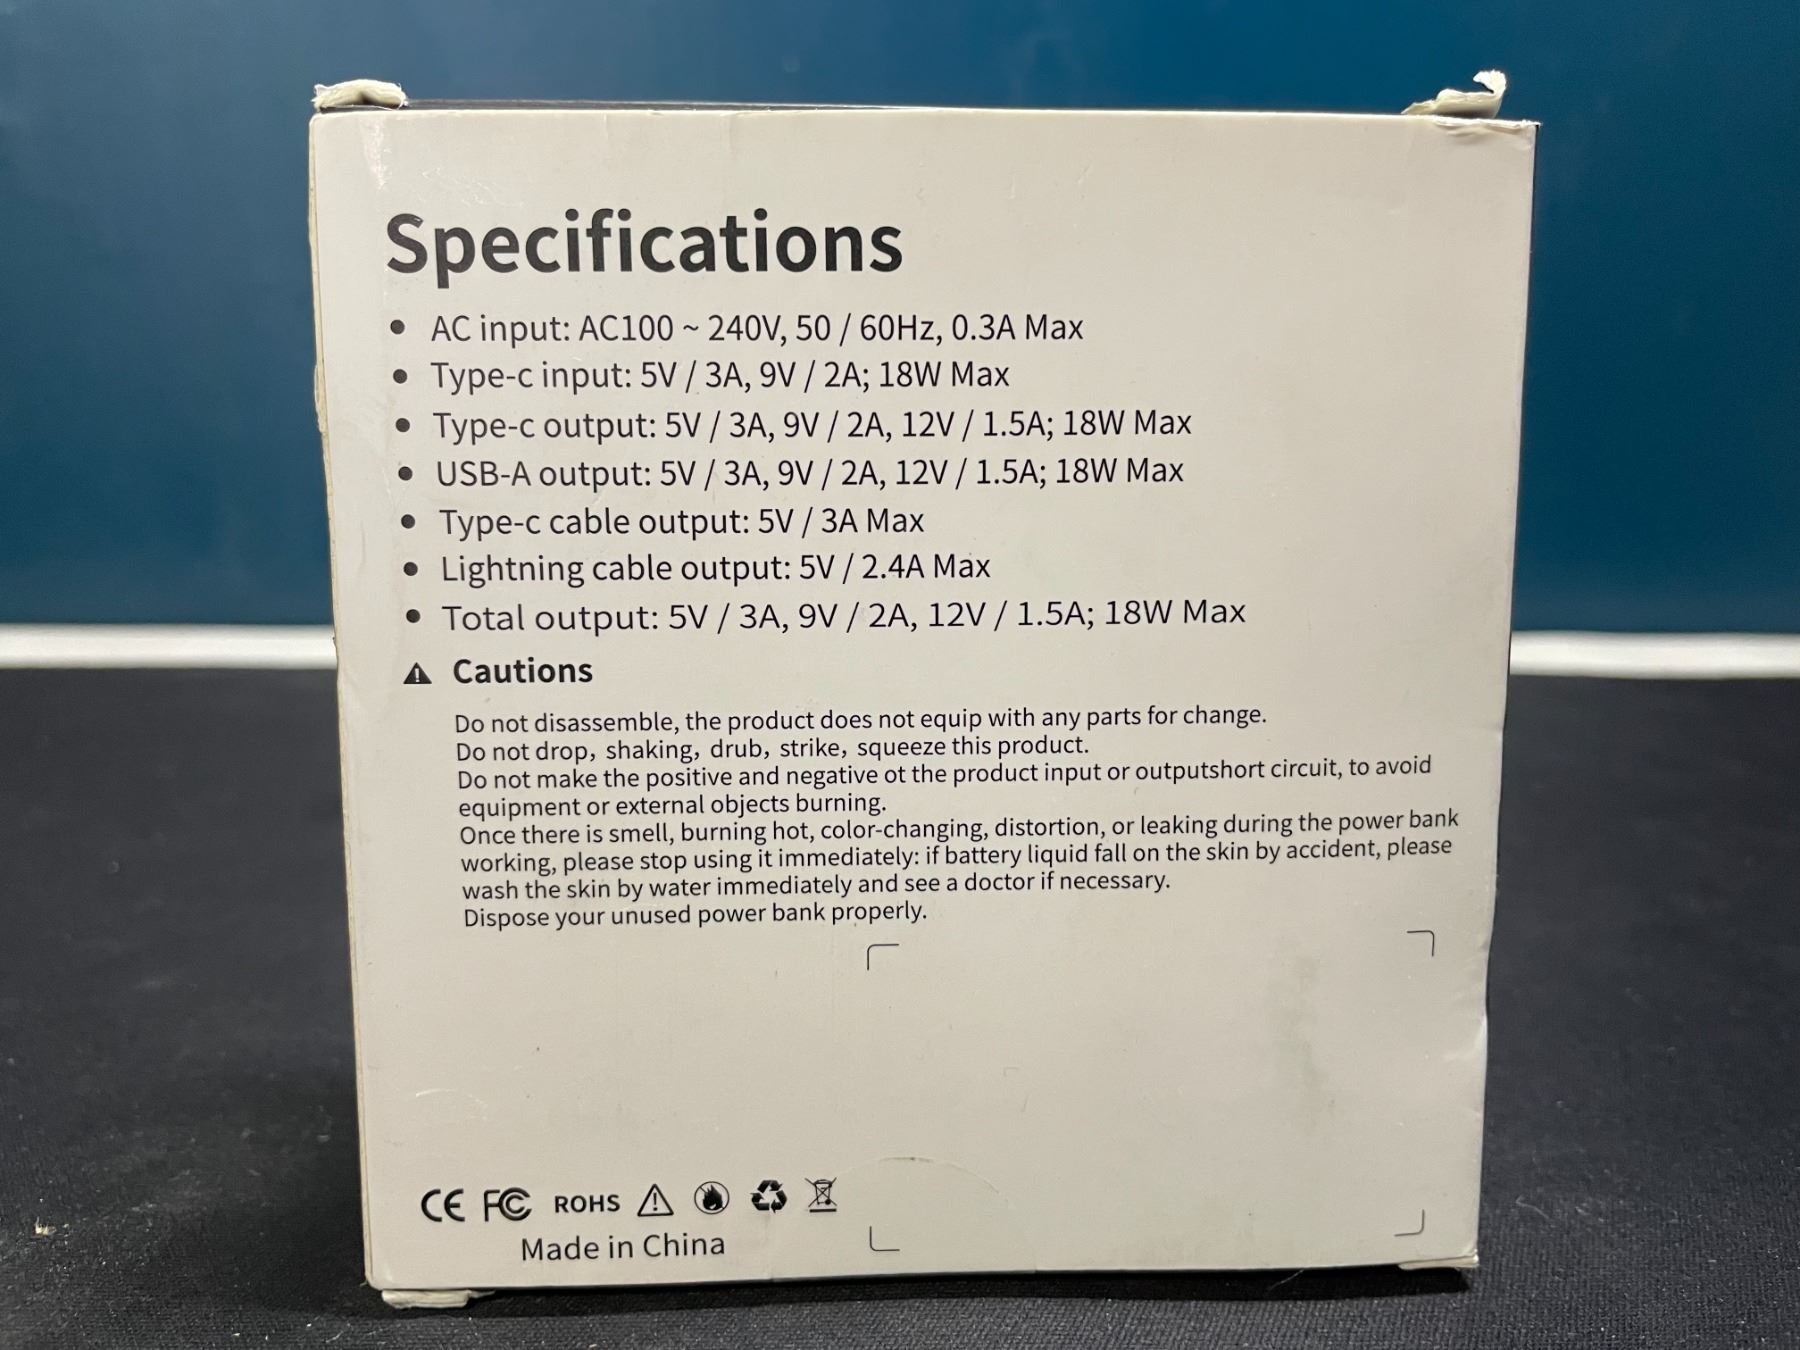 Specifications
• AC input: AC100 ~ 240V, 50 / 60Hz, 0.3A Max
• Type-c input: 5V / 3A, 9V / 2A; 18W Max
• Type-c output: 5V / 3A, 9V / 2A, 12V / 1.5A; 18W Max
• USB-A output: 5V / 3A, 9V / 2A, 12V / 1.5A; 18W Max
• Type-c cable output: 5V / 3A Max
• Lightning cable output: 5V / 2.4A Max
• Total output: 5V / 3A, 9V / 2A, 12V / 1.5A; 18W Max
Cautions
Do not disassemble, the product does not equip with any parts for change.
Do not drop, shaking, drub, strike, squeeze this product.
Do not make the positive and negative ot the product input or outputshort circuit, to avoid
equipment or external objects burning.
Once there is smell, burning hot, color-changing, distortion, or leaking during the power bank
working, please stop using it immediately: if battery liquid fall on the skin by accident, please
wash the skin by water immediately and see a doctor if necessary.
Dispose your unused power bank properly.
CE FC ROHS
Made in China